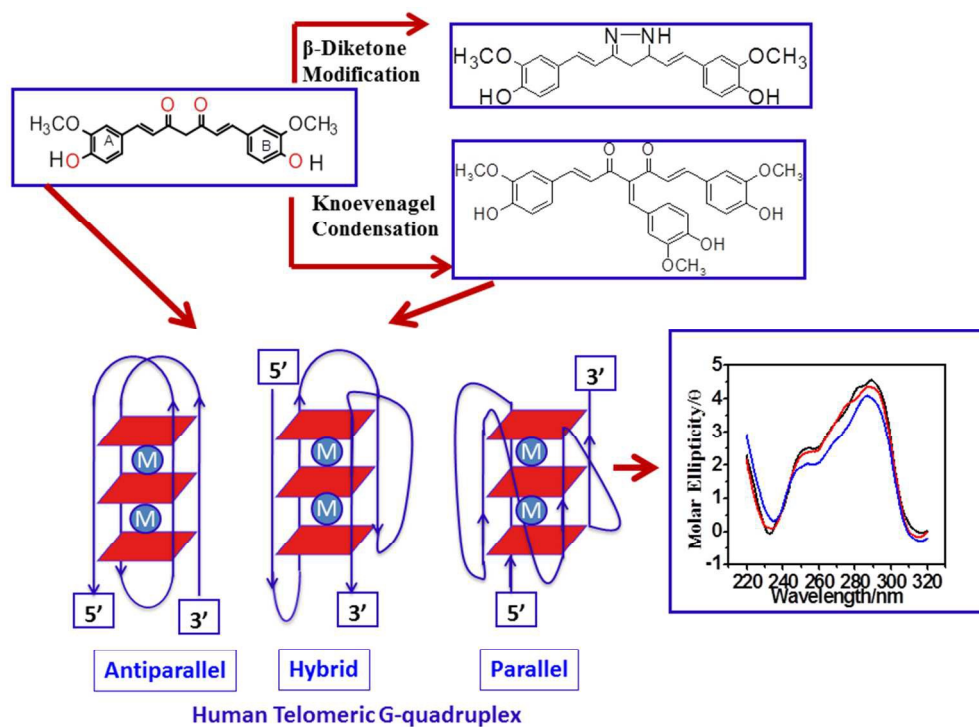 β-Diketone
Modification
N NH
H₃CO OCH₃
HO OH
O O
H₃CO A B OCH₃
HO O H
Knoevenagel
Condensation
O O
H₃CO OCH₃
HO OH
OH
OCH₃
5' 3'
M M M
M M M
5' 3' 3' 5'
Antiparallel Hybrid Parallel
Human Telomeric G-quadruplex
Molar Ellipticity/θ
5
4
3
2
1
0
-1
220 240 260 280 300 320
Wavelength/nm